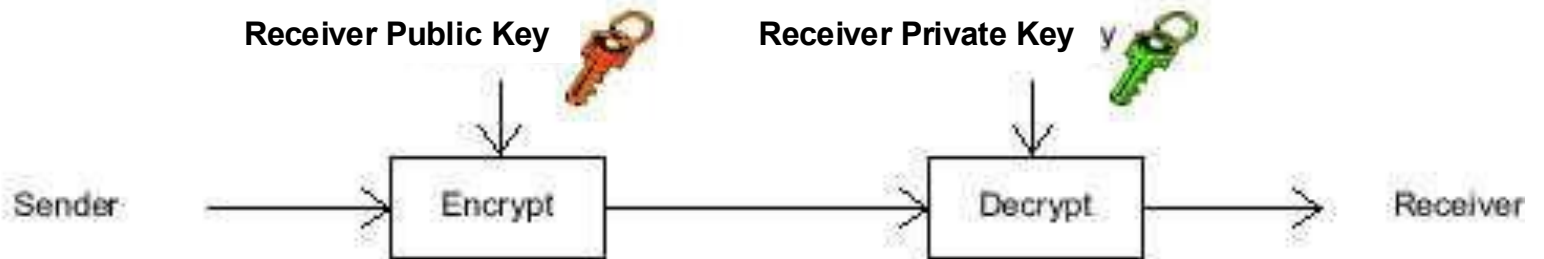 Receiver Public Key
Receiver Private Key y
Sender
Encrypt
Decrypt
Receiver